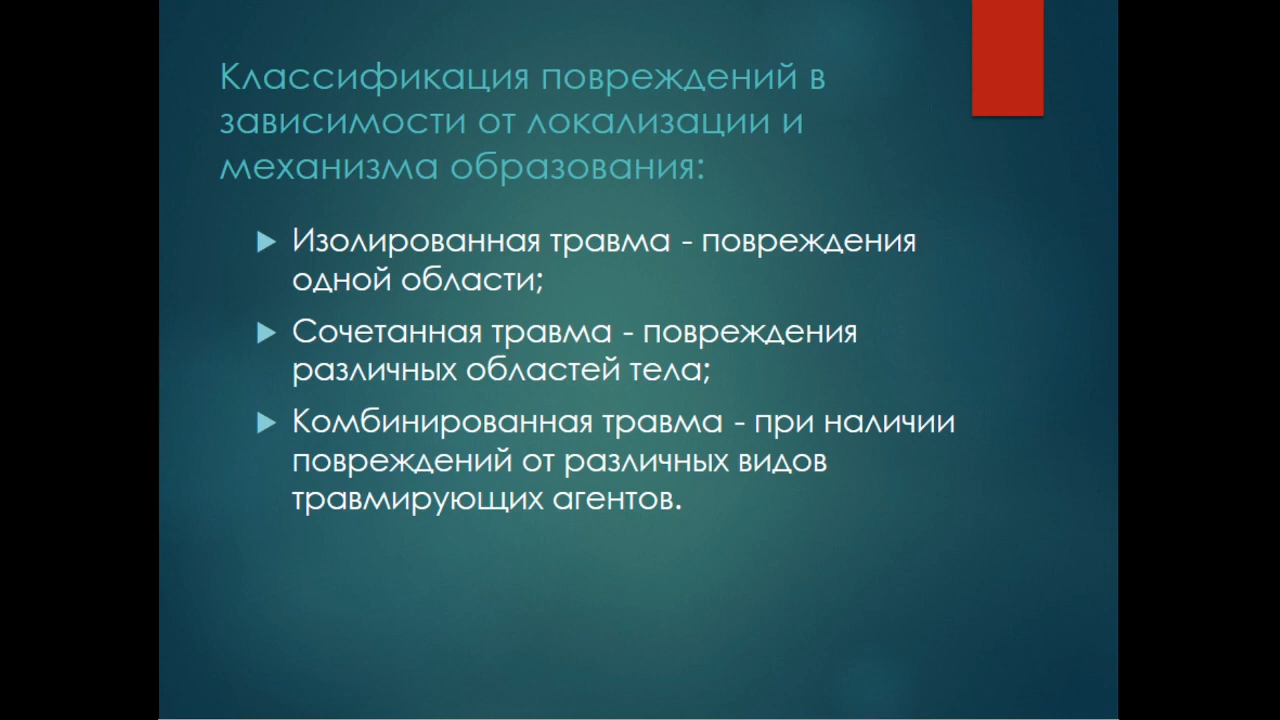 Классификация повреждений в
зависимости от локализации и
механизма образования:
Изолированная травма - повреждения
одной области;
Сочетанная травма - повреждения
различных областей тела;
Комбинированная травма - при наличии
повреждений от различных видов
травмирующих агентов.